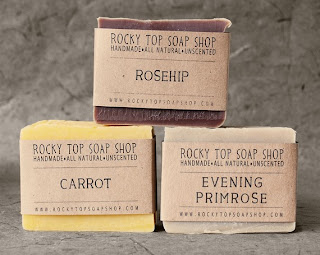 ROCKY TOP SOAP SHOP
HANDMADE•ALL NATURAL•UNSCENTED
ROSEHIP
WWW.ROCKYTOPSOAPSHOP.COM
ROCKY TOP SOAP SHOP
HANDMADE•ALL NATURAL•UNSCENTED
CARROT
WWW.ROCKYTOPSOAPSHOP.COM
ROCKY TOP SOAP SHOP
HANDMADE•ALL NATURAL•UNSCENTED
EVENING
PRIMROSE
WWW.ROCKYTOPSOAPSHOP.COM